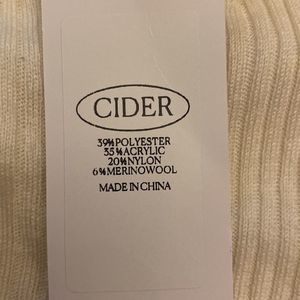 CIDER
39%POLYESTER
35%ACRYLIC
20%NYLON
6%MERINOWOOL
MADE IN CHINA